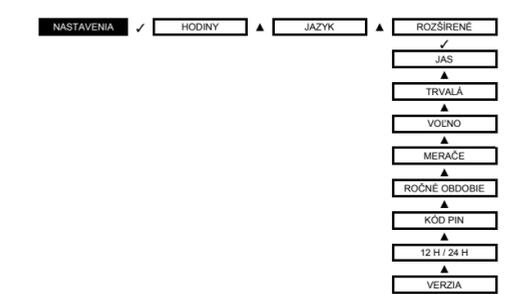 NASTAVENIA ✓ HODINY ▲ JAZYK ▲ ROZŠÍRENÉ
✓
JAS
▲
TRVALÁ
▲
VOĽNO
▲
MERAČE
▲
ROČNÉ OBDOBIE
▲
KÓD PIN
▲
12 H / 24 H
▲
VERZIA